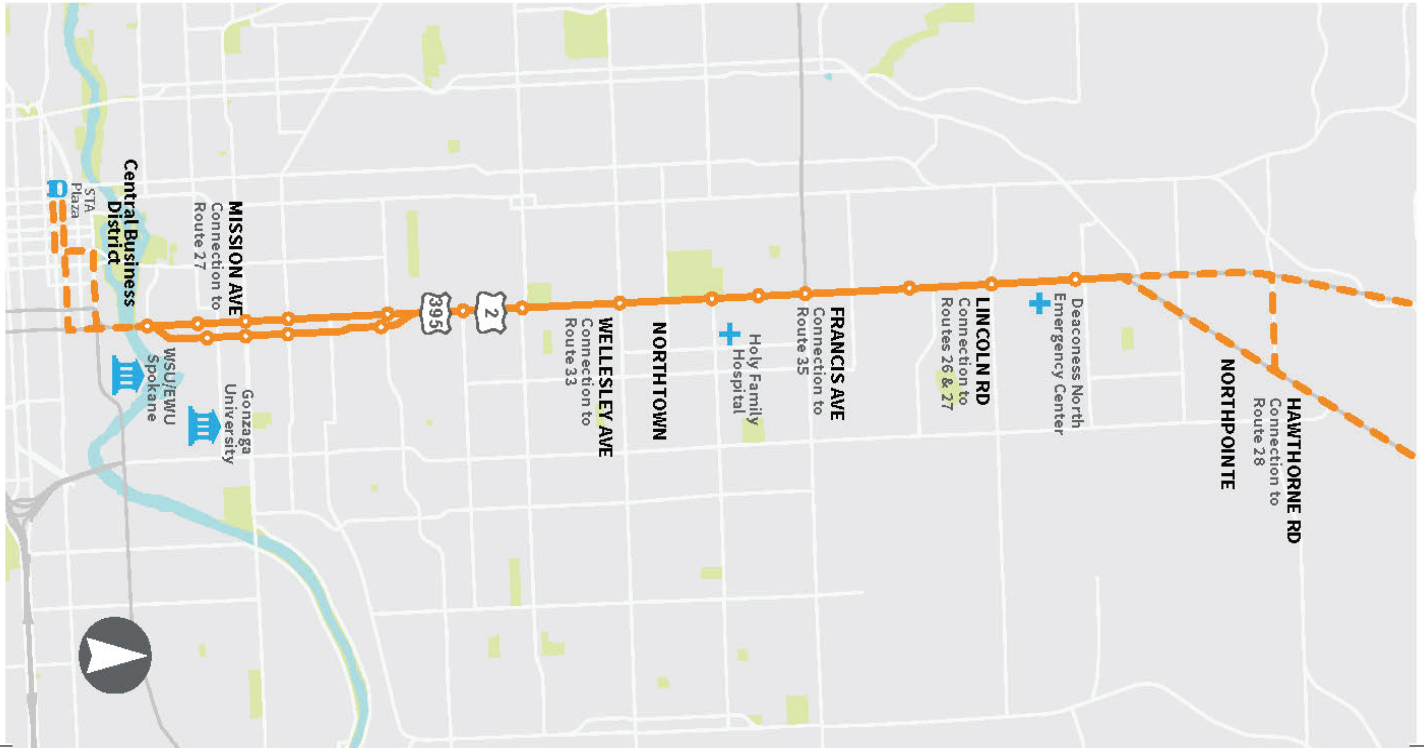 HAWTHORNE RD
Connection to
Route 28
NORTHPOINTE
Deaconess North
Emergency Center
LINCOLN RD
Connection to
Routes 26 & 27
FRANCIS AVE
Connection to
Route 35
Holy Family
Hospital
NORTHTOWN
WELLESLEY AVE
Connection to
Route 33
2
395
MISSION AVE
Connection to
Route 27
Gonzaga
University
WSU/EWU
Spokane
Central Business
District
STA
Plaza